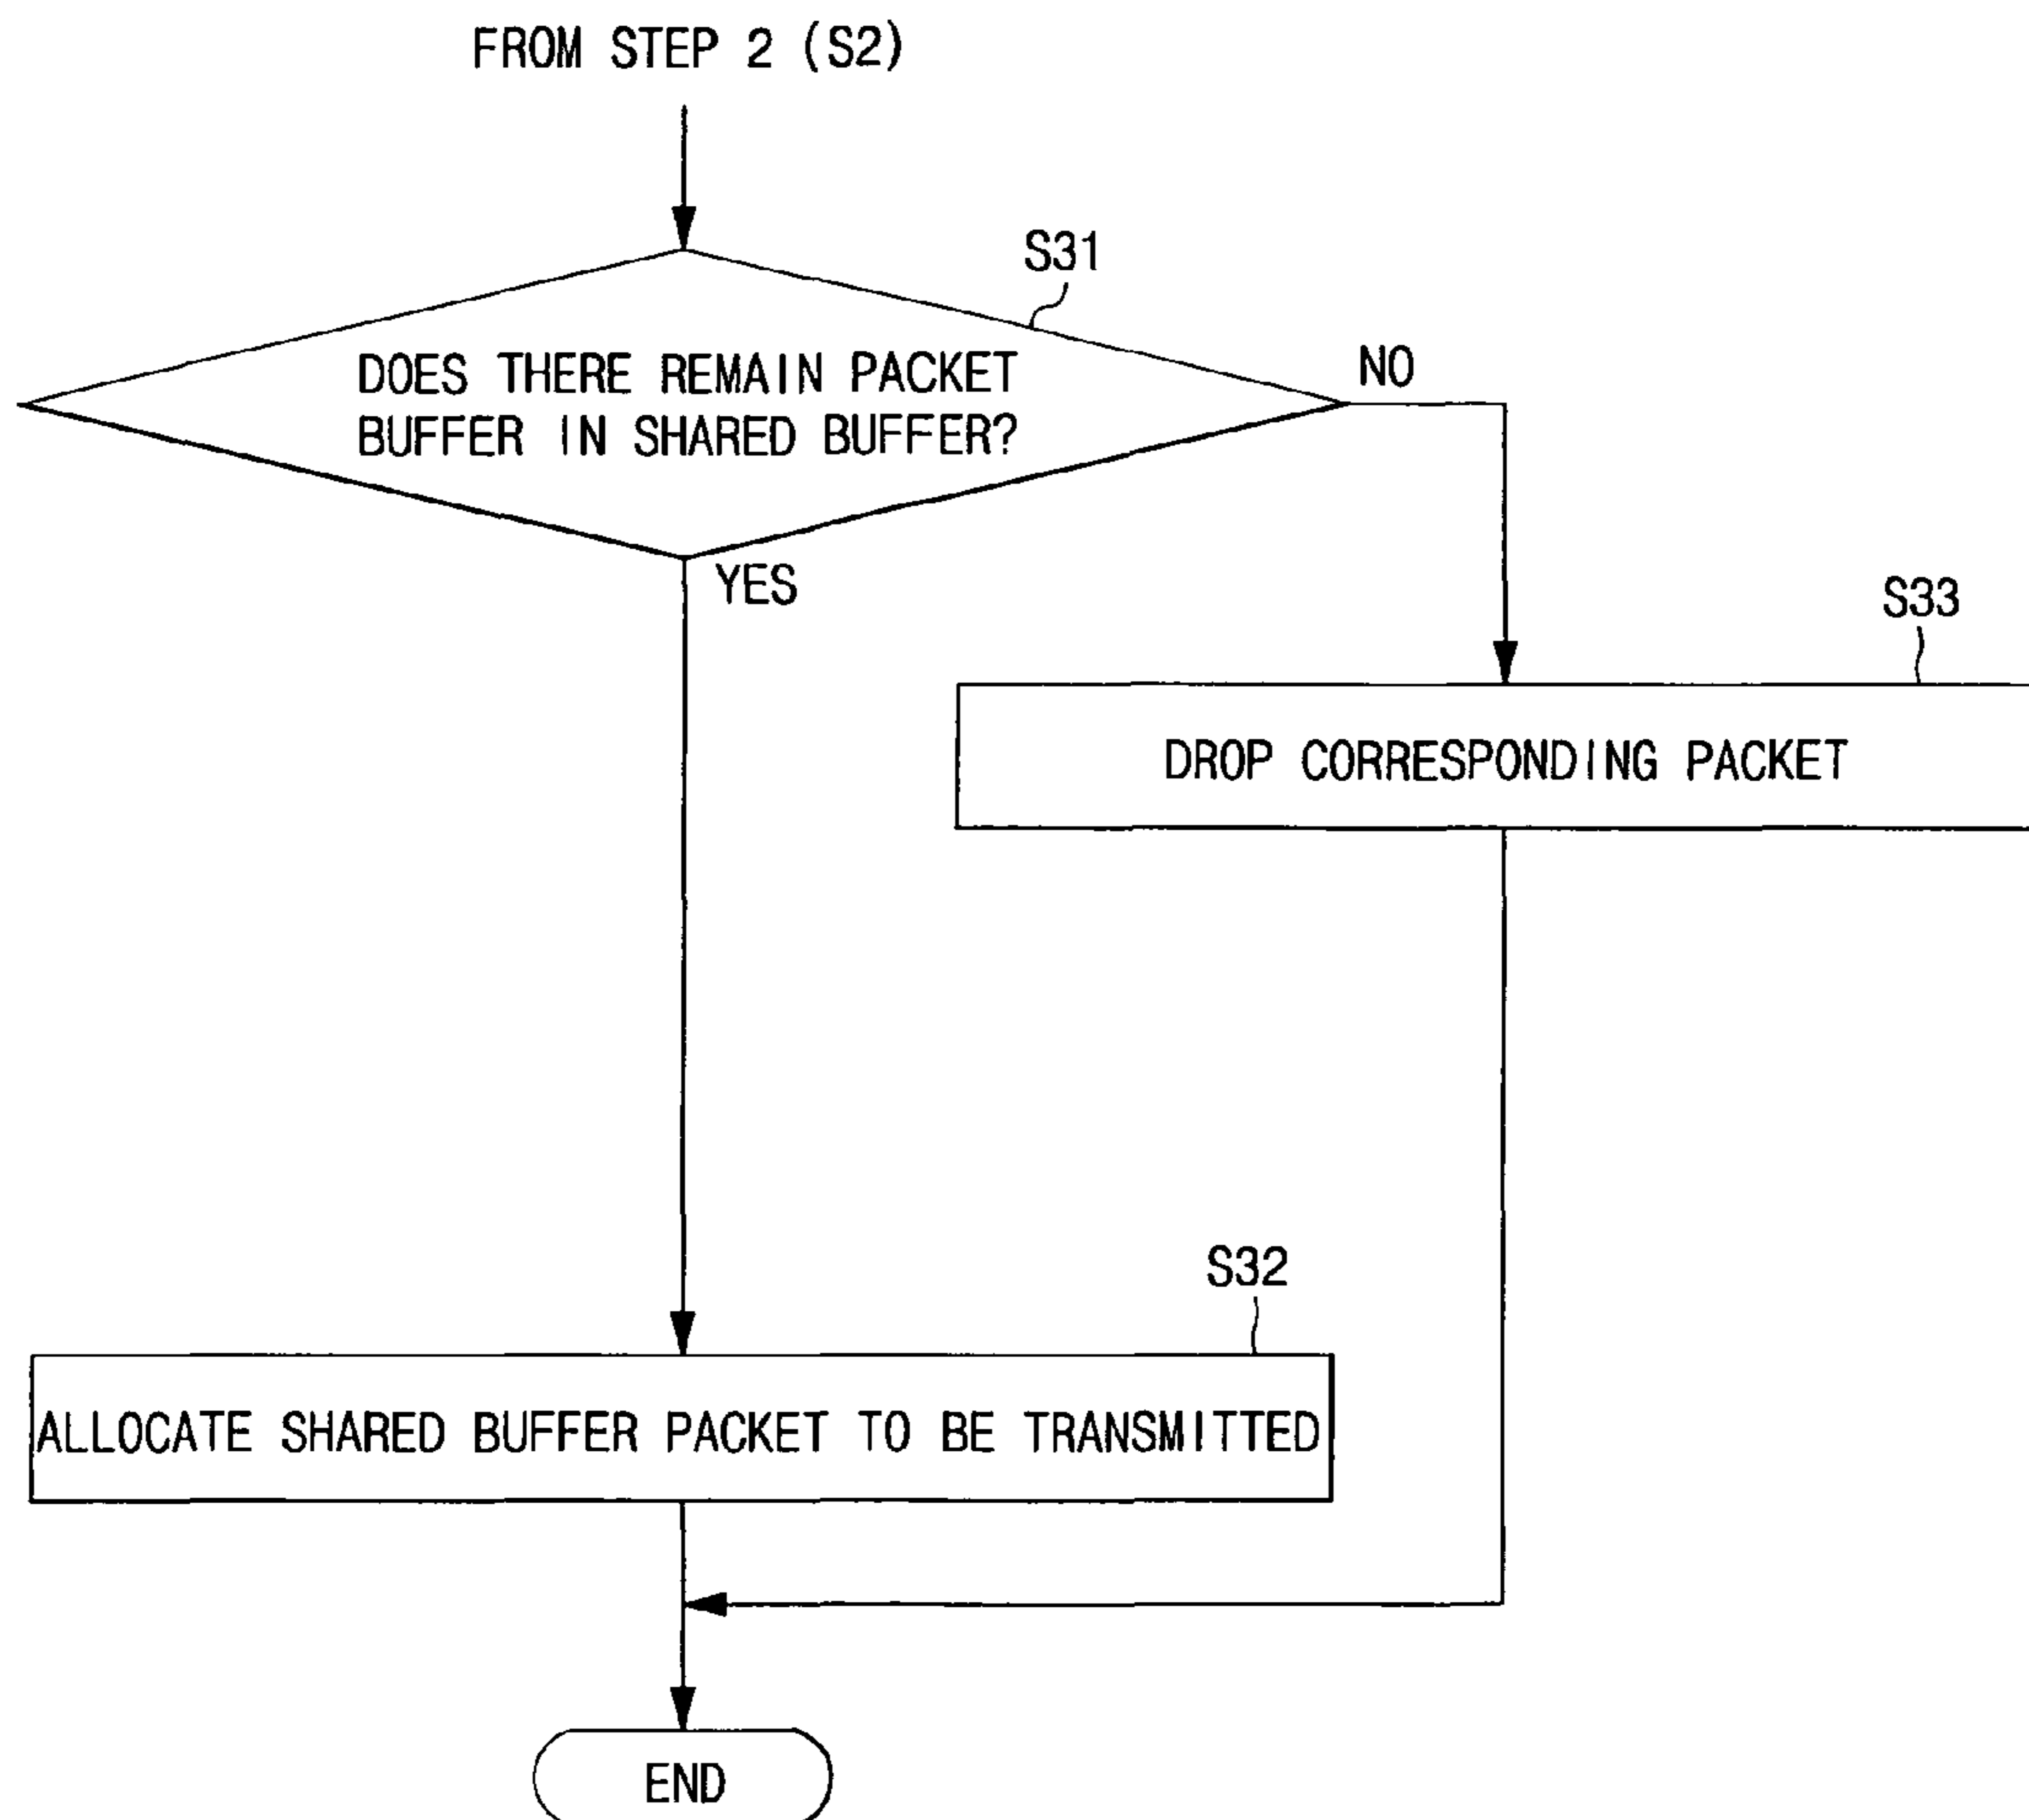 FROM STEP 2 (S2)
S31
DOES THERE REMAIN PACKET
BUFFER IN SHARED BUFFER?
NO
YES
S33
DROP CORRESPONDING PACKET
S32
ALLOCATE SHARED BUFFER PACKET TO BE TRANSMITTED
END